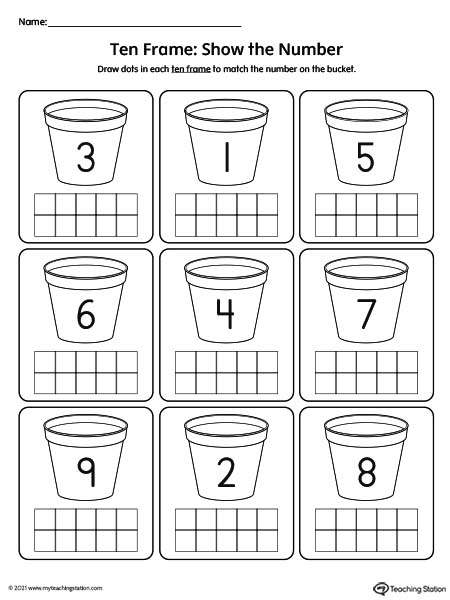 Name:
Ten Frame: Show the Number
Draw dots in each ten frame to match the number on the bucket.
3 1 5
6 4 7
9 2 8
© 2021 www.myteachingstation.com Teaching Station